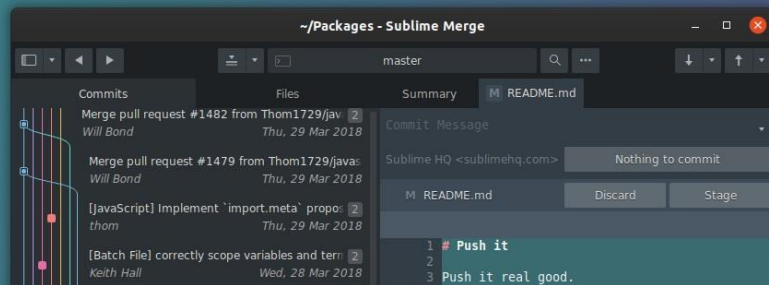 ~/Packages - Sublime Merge
master
Commits
Files
Summary
M README.md
Merge pull request #1482 from Thom1729/jav 2
Will Bond
Thu, 29 Mar 2018
Merge pull request #1479 from Thom1729/javas
Will Bond
Thu, 29 Mar 2018
[JavaScript] Implement `import.meta` propos 2
thom
Thu, 29 Mar 2018
[Batch File] correctly scope variables and tern 2
Keith Hall
Wed, 28 Mar 2018
Commit Message
Sublime HQ <sublimehq.com>
Nothing to commit
M README.md
Discard
Stage
1 # Push it
2
3 Push it real good.